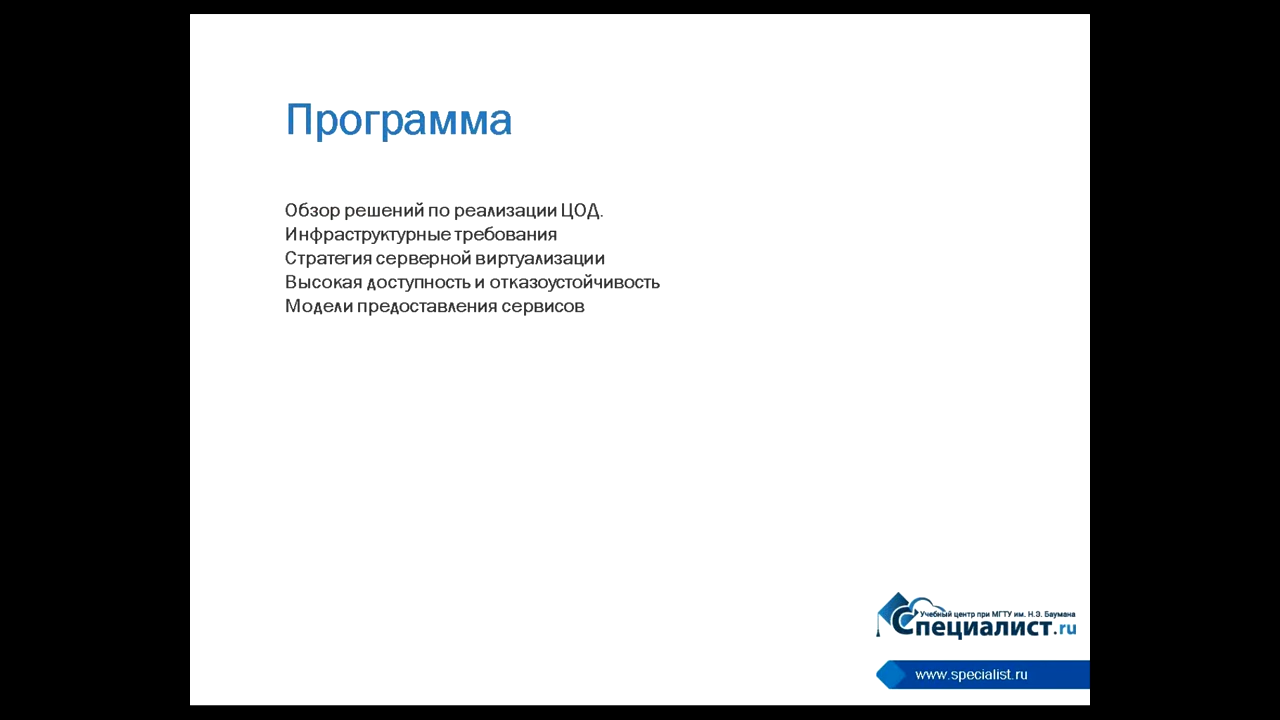 Программа
Обзор решений по реализации ЦОД.
Инфраструктурные требования
Стратегия серверной виртуализации
Высокая доступность и отказоустойчивость
Модели предоставления сервисов
Учебный центр при МГТУ им. Н.Э. Баумана
Специалист.ru
www.specialist.ru